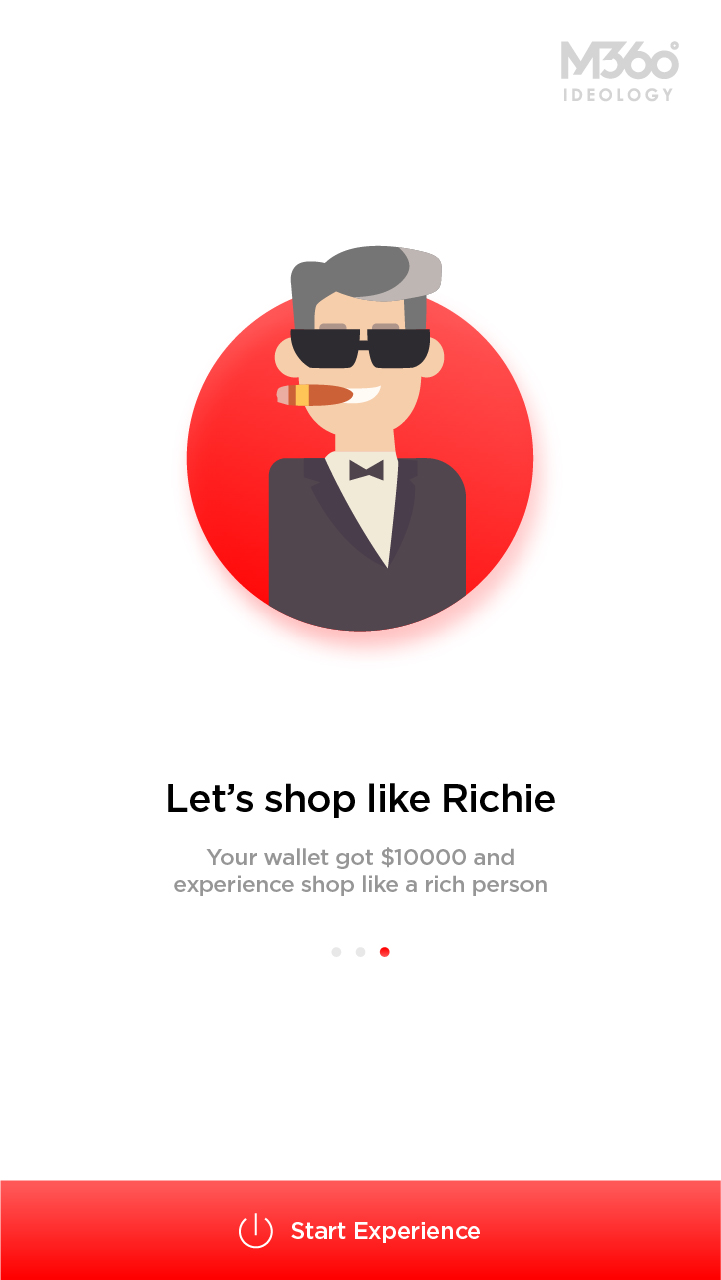 M360°
IDEOLOGY
Let’s shop like Richie
Your wallet got $10000 and
experience shop like a rich person
Start Experience